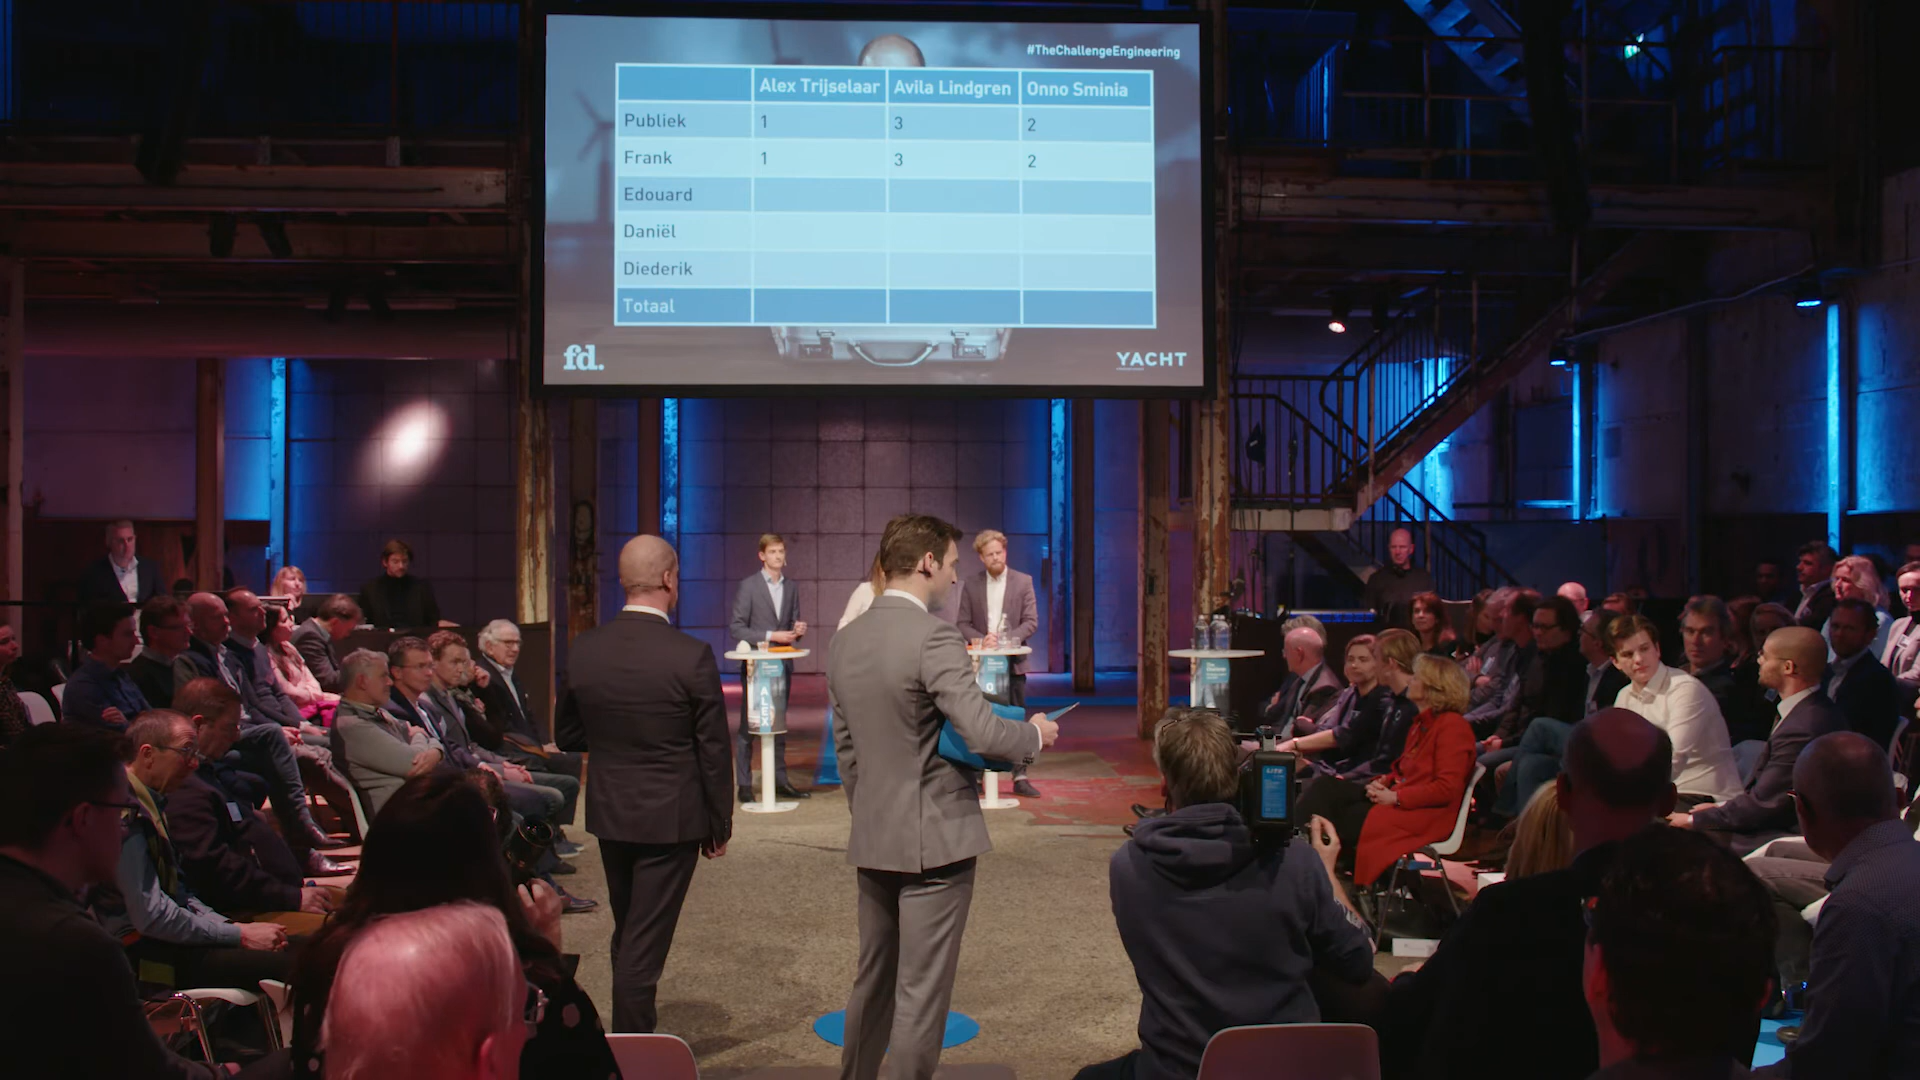 #TheChallengeEngineering
Alex Trijselaar Avila Lindgren Onno Sminia
Publiek 1 3 2
Frank 1 3 2
Edouard
Daniël
Diederik
Totaal
fd.
YACHT
ALEX
O